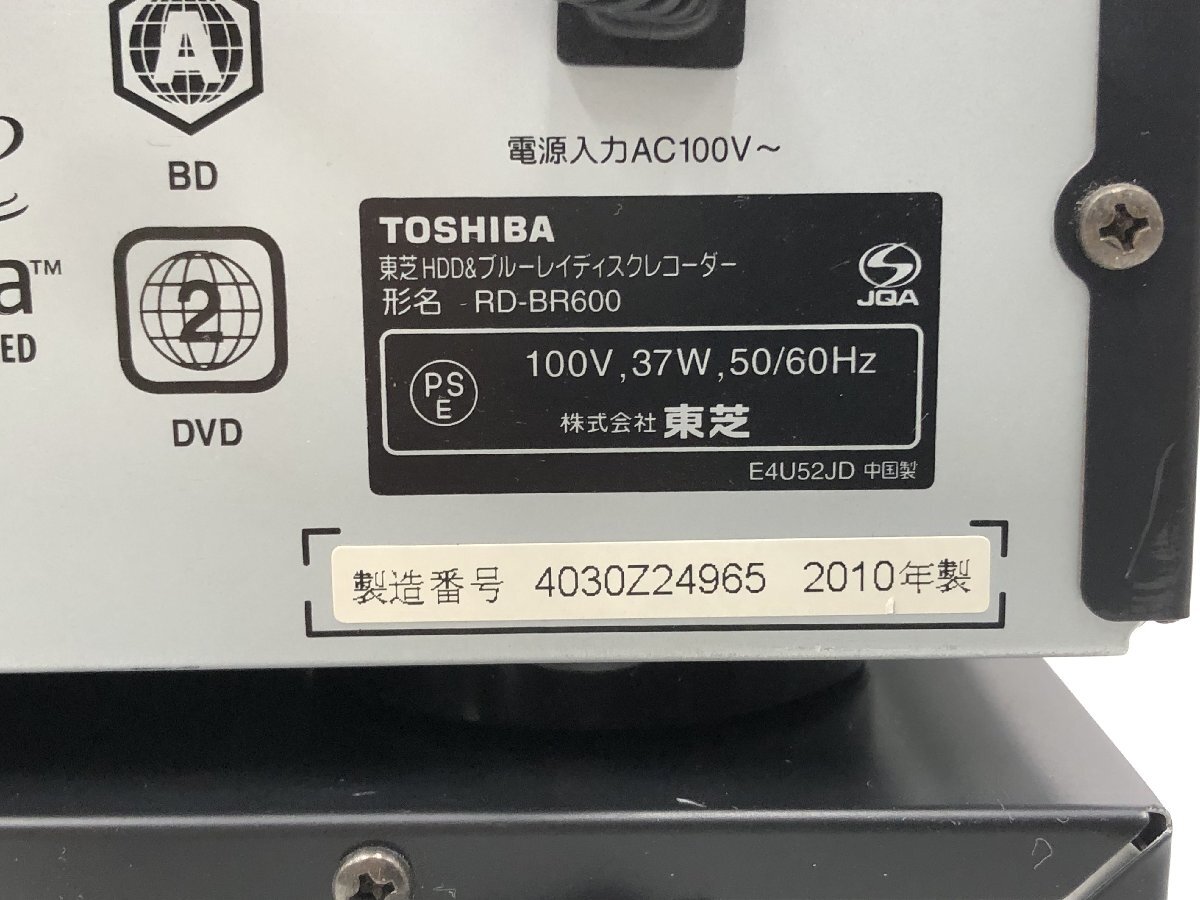 A
BD
a™
ED
2
DVD
電源入力AC100V～
TOSHIBA
東芝HDD&ブルーレイディスクレコーダー
形名 RD-BR600
JQA
PS
E
100V,37W,50/60Hz
株式会社 東芝
E4U52JD 中国製
製造番号 4030Z24965 2010年製